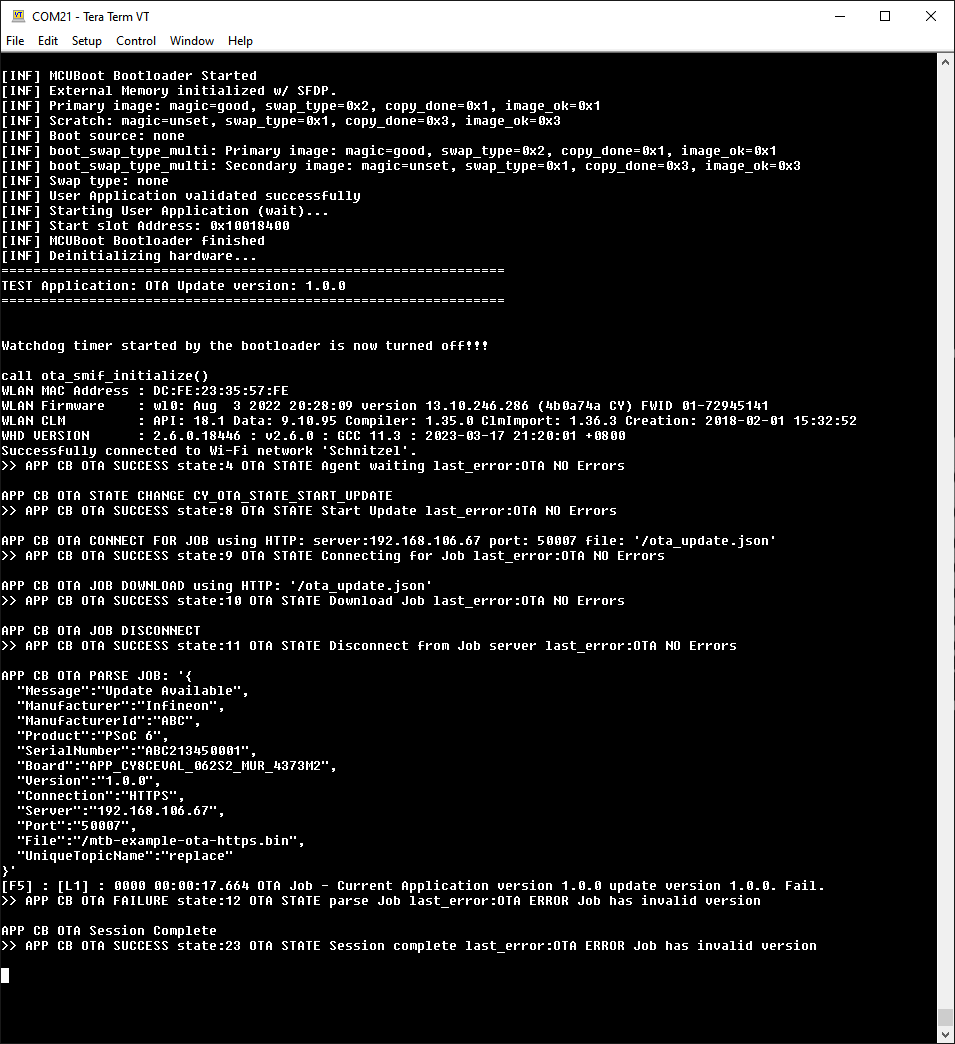 COM21 - Tera Term VT
File Edit Setup Control Window Help
[INF] MCUBoot Bootloader Started
[INF] External Memory initialized w/ SFDP.
[INF] Primary image: magic=good, swap_type=0x2, copy_done=0x1, image_ok=0x1
[INF] Scratch: magic=unset, swap_type=0x1, copy_done=0x3, image_ok=0x3
[INF] Boot source: none
[INF] boot_swap_type_multi: Primary image: magic=good, swap_type=0x2, copy_done=0x1, image_ok=0x1
[INF] boot_swap_type_multi: Secondary image: magic=unset, swap_type=0x1, copy_done=0x3, image_ok=0x3
[INF] Swap type: none
[INF] User Application validated successfully
[INF] Starting User Application (wait)...
[INF] Start slot Address: 0x10018400
[INF] MCUBoot Bootloader finished
[INF] Deinitializing hardware...
===============================================================
TEST Application: OTA Update version: 1.0.0
===============================================================
Watchdog timer started by the bootloader is now turned off!!!
call ota_smif_initialize()
WLAN MAC Address : DC:FE:23:35:57:FE
WLAN Firmware    : wl0: Aug  3 2022 20:28:09 version 13.10.246.286 (4b0a74a CY) FWID 01-72945141
WLAN CLM         : API: 18.1 Data: 9.10.95 Compiler: 1.35.0 ClmImport: 1.36.3 Creation: 2018-02-01 15:32:52
WHD VERSION      : 2.6.0.18446 : v2.6.0 : GCC 11.3 : 2023-03-17 21:20:01 +0800
Successfully connected to Wi-Fi network 'Schnitzel'.
>> APP CB OTA SUCCESS state:4 OTA STATE Agent waiting last_error:OTA NO Errors
APP CB OTA STATE CHANGE CY_OTA_STATE_START_UPDATE
>> APP CB OTA SUCCESS state:8 OTA STATE Start Update last_error:OTA NO Errors
APP CB OTA CONNECT FOR JOB using HTTP: server:192.168.106.67 port: 50007 file: '/ota_update.json'
>> APP CB OTA SUCCESS state:9 OTA STATE Connecting for Job last_error:OTA NO Errors
APP CB OTA JOB DOWNLOAD using HTTP: '/ota_update.json'
>> APP CB OTA SUCCESS state:10 OTA STATE Download Job last_error:OTA NO Errors
APP CB OTA JOB DISCONNECT
>> APP CB OTA SUCCESS state:11 OTA STATE Disconnect from Job server last_error:OTA NO Errors
APP CB OTA PARSE JOB: '{
  "Message":"Update Available",
  "Manufacturer":"Infineon",
  "ManufacturerId":"ABC",
  "Product":"PSoC 6",
  "SerialNumber":"ABC213450001",
  "Board":"APP_CY8CEVAL_062S2_MUR_4373M2",
  "Version":"1.0.0",
  "Connection":"HTTPS",
  "Server":"192.168.106.67",
  "Port":"50007",
  "File":"/mtb-example-ota-https.bin",
  "UniqueTopicName":"replace"
}'
[F5] : [L1] : 0000 00:00:17.664 OTA Job - Current Application version 1.0.0 update version 1.0.0. Fail.
>> APP CB OTA FAILURE state:12 OTA STATE parse Job last_error:OTA ERROR Job has invalid version
APP CB OTA Session Complete
>> APP CB OTA SUCCESS state:23 OTA STATE Session complete last_error:OTA ERROR Job has invalid version